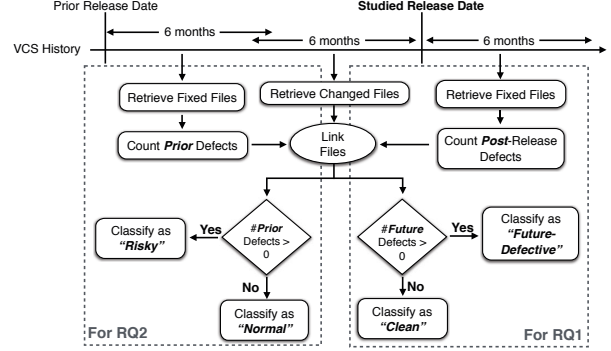 Prior Release Date
Studied Release Date
6 months
6 months
6 months
VCS History
Retrieve Fixed Files
Retrieve Changed Files
Retrieve Fixed Files
Count Prior Defects
Link
Files
Count Post-Release
Defects
#Prior
Defects >
0
#Future
Defects >
0
Yes
Classify as
"Risky"
Yes
Classify as
"Future-
Defective"
No
No
Classify as
"Normal"
Classify as
"Clean"
For RQ2
For RQ1